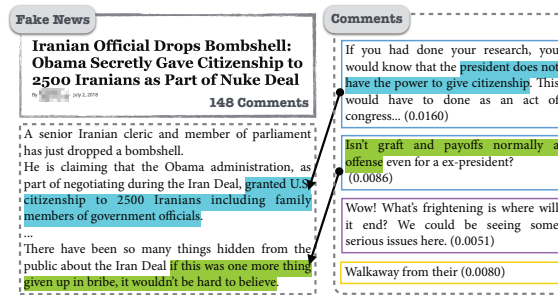 Fake News
Iranian Official Drops Bombshell:
Obama Secretly Gave Citizenship to
2500 Iranians as Part of Nuke Deal
By July 2, 2018
148 Comments
A senior Iranian cleric and member of parliament
has just dropped a bombshell.
He is claiming that the Obama administration, as
part of negotiating during the Iran Deal, granted U.S.
citizenship to 2500 Iranians including family
members of government officials.
...
There have been so many things hidden from the
public about the Iran Deal if this was one more thing
given up in bribe, it wouldn't be hard to believe.
Comments
If you had done your research, you
would know that the president does not
have the power to give citizenship. This
would have to done as an act of
congress... (0.0160)
Isn't graft and payoffs normally a
offense even for a ex-president?
(0.0086)
Wow! What's frightening is where will
it end? We could be seeing some
serious issues here. (0.0051)
Walkaway from their (0.0080)